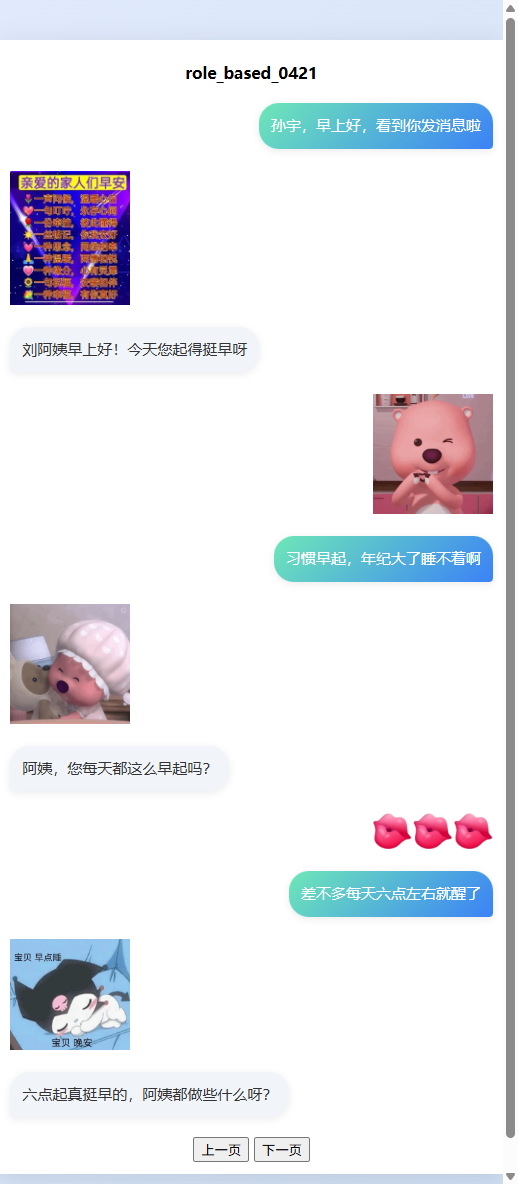 role_based_0421
孙宇，早上好，看到你发消息啦
亲爱的家人们早安
刘阿姨早上好！今天您起得挺早呀
习惯早起，年纪大了睡不着啊
阿姨，您每天都这么早起吗？
差不多每天六点左右就醒了
宝贝 早点睡
宝贝 晚安
六点起真挺早的，阿姨都做些什么呀？
上一页 下一页